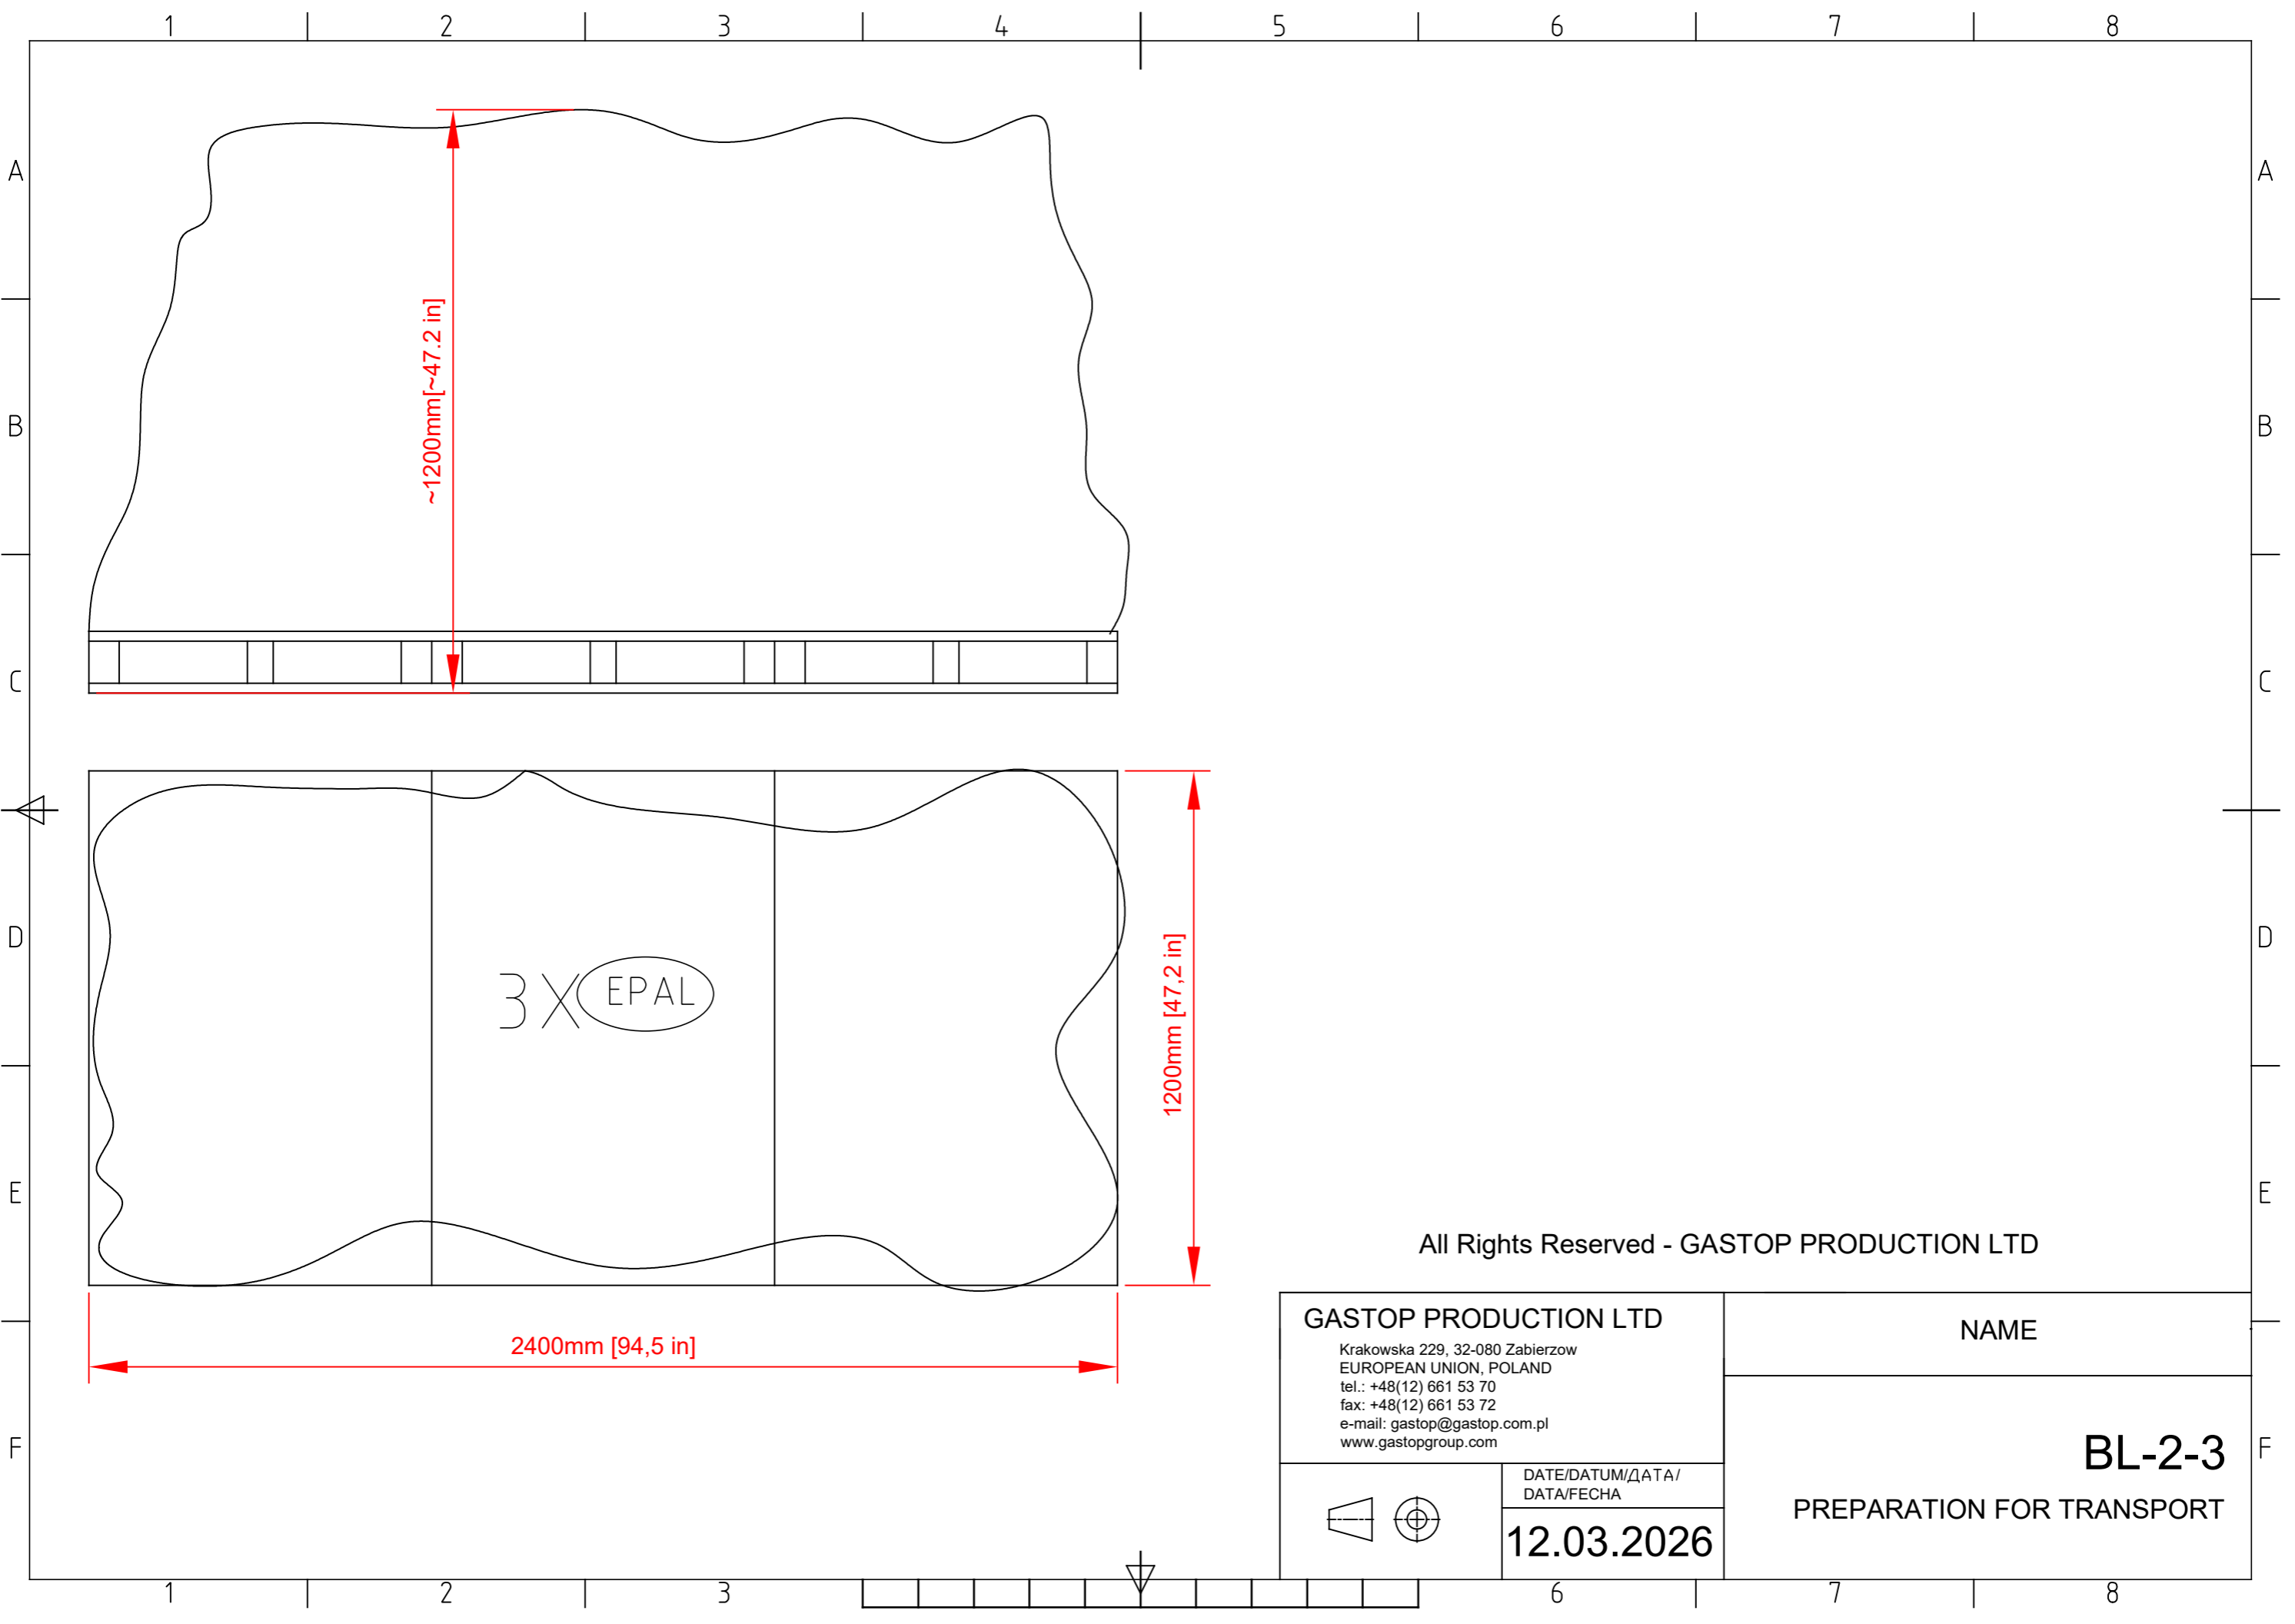 1 2 3 4 5 6 7 8
A A
~1200mm[~47.2 in]
B B
C C
D D
3X EPAL
1200mm [47,2 in]
E E
All Rights Reserved - GASTOP PRODUCTION LTD
2400mm [94,5 in]
GASTOP PRODUCTION LTD
Krakowska 229, 32-080 Zabierzow
EUROPEAN UNION, POLAND
tel.: +48(12) 661 53 70
fax: +48(12) 661 53 72
e-mail: gastop@gastop.com.pl
www.gastopgroup.com
NAME
F F
BL-2-3
PREPARATION FOR TRANSPORT
DATE/DATUM/ДАТА/
DATA/FECHA
12.03.2026
1 2 3 6 7 8